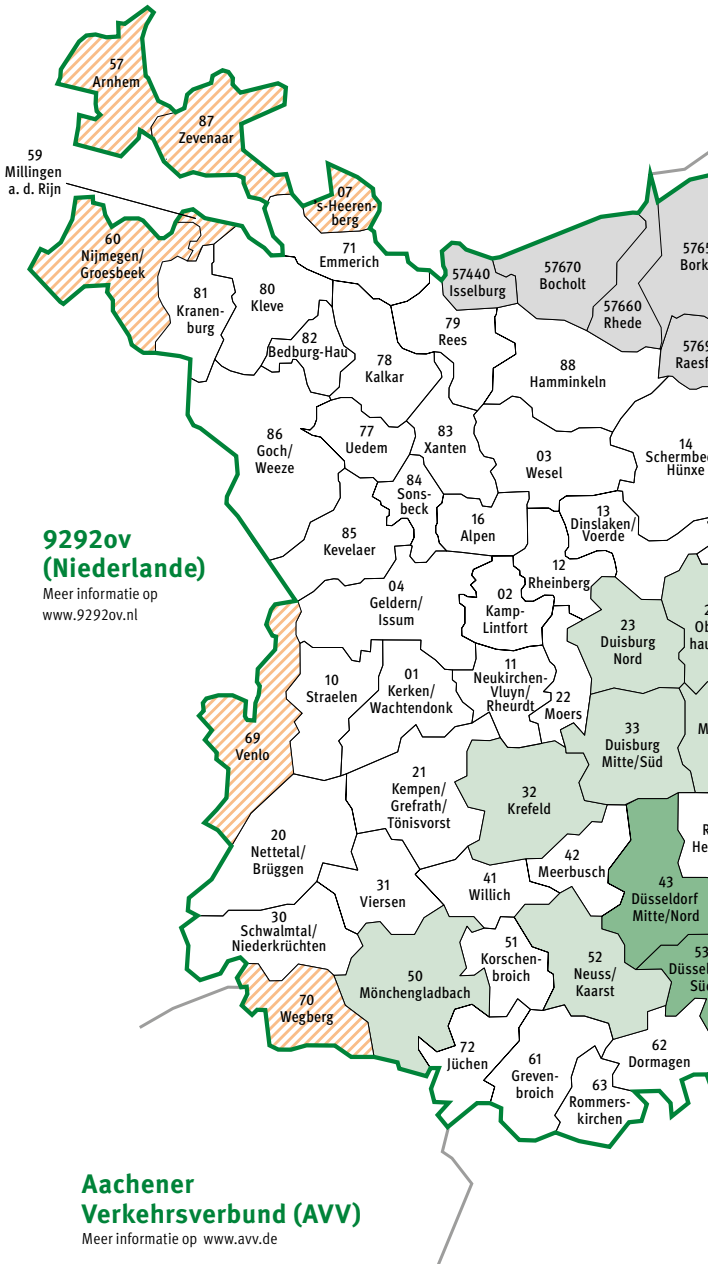 57
Arnhem
87
Zevenaar
59
Millingen
a. d. Rijn
07
's-Heeren-
berg
60
Nijmegen/
Groesbeek
71
Emmerich
57440
Isselburg
57670
Bocholt
57660
Rhede
81
Kranen-
burg
80
Kleve
82
Bedburg-Hau
79
Rees
78
Kalkar
88
Hamminkeln
86
Goch/
Weeze
77
Uedem
83
Xanten
03
Wesel
14
Hünxe
84
Sons-
beck
16
Alpen
13
Dinslaken/
Voerde
85
Kevelaer
12
Rheinberg
9292ov
(Niederlande)
Meer informatie op
www.9292ov.nl
04
Geldern/
Issum
02
Kamp-
Lintfort
23
Duisburg
Nord
10
Straelen
01
Kerken/
Wachtendonk
11
Neukirchen-
Vluyn/
Rheurdt
22
Moers
69
Venlo
33
Duisburg
Mitte/Süd
21
Kempen/
Grefrath/
Tönisvorst
32
Krefeld
20
Nettetal/
Brüggen
42
Meerbusch
31
Viersen
41
Willich
43
Düsseldorf
Mitte/Nord
30
Schwalmtal/
Niederkrüchten
51
Korschen-
broich
52
Neuss/
Kaarst
50
Mönchengladbach
70
Wegberg
72
Jüchen
61
Greven-
broich
62
Dormagen
63
Rommers-
kirchen
Aachener
Verkehrsverbund (AVV)
Meer informatie op www.avv.de